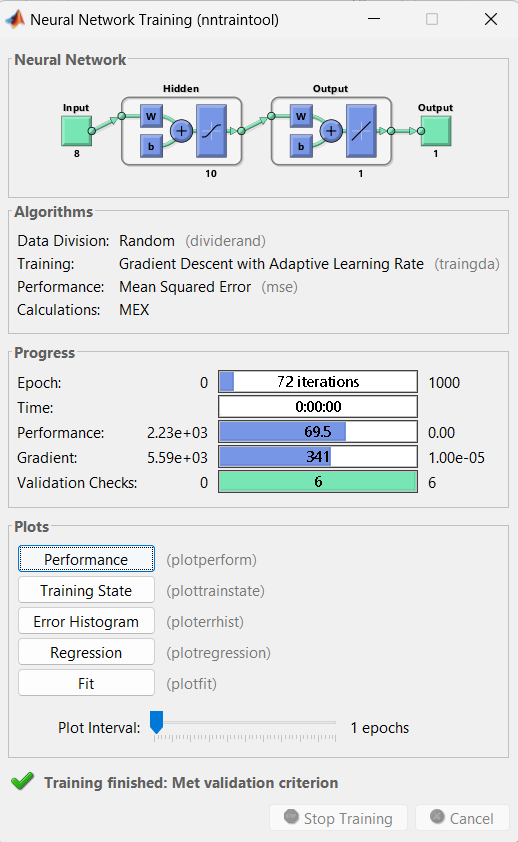 Neural Network Training (nntraintool)
Neural Network
Hidden Output
Input W b + W b + Output
8 10 1 1
Algorithms
Data Division: Random (dividerand)
Training: Gradient Descent with Adaptive Learning Rate (traingda)
Performance: Mean Squared Error (mse)
Calculations: MEX
Progress
Epoch: 0 72 iterations 1000
Time: 0:00:00
Performance: 2.23e+03 69.5 0.00
Gradient: 5.59e+03 341 1.00e-05
Validation Checks: 0 6 6
Plots
Performance (plotperform)
Training State (plottrainstate)
Error Histogram (ploterrhist)
Regression (plotregression)
Fit (plotfit)
Plot Interval: 1 epochs
Training finished: Met validation criterion
Stop Training Cancel